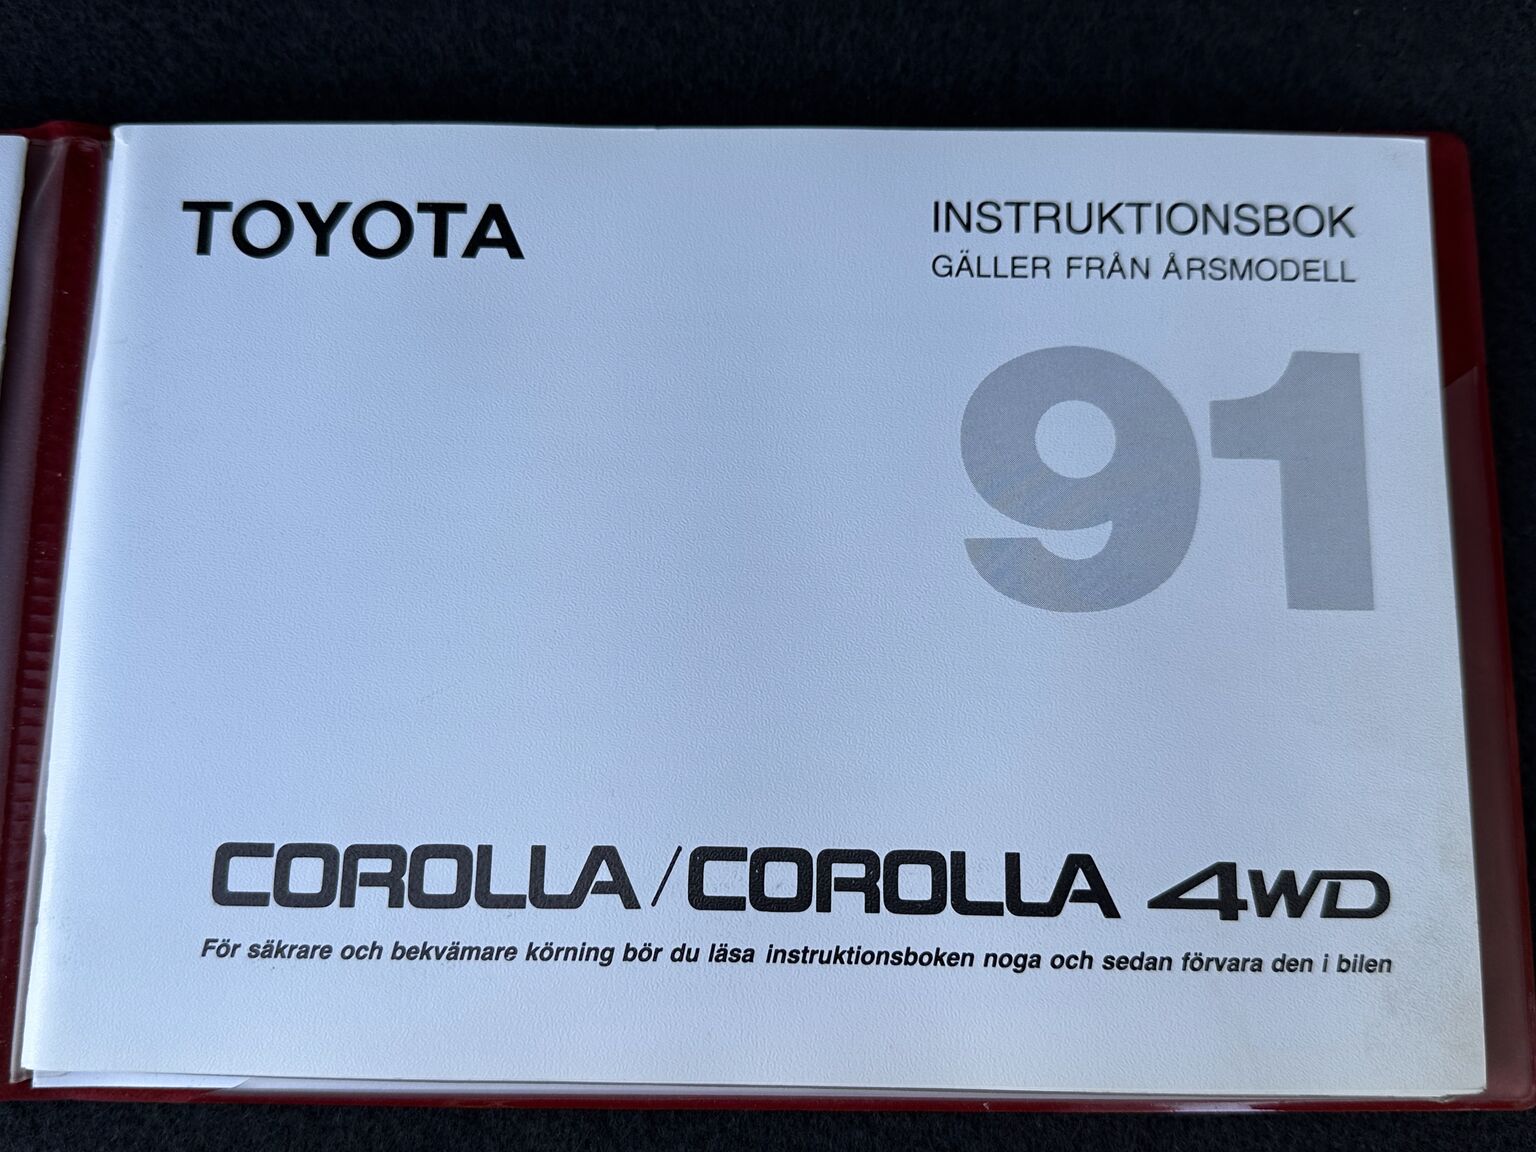 TOYOTA
INSTRUKTIONSBOK
GÄLLER FRÅN ÅRSMODELL
91
COROLLA/COROLLA 4WD
För säkrare och bekvämare körning bör du läsa instruktionsboken noga och sedan förvara den i bilen